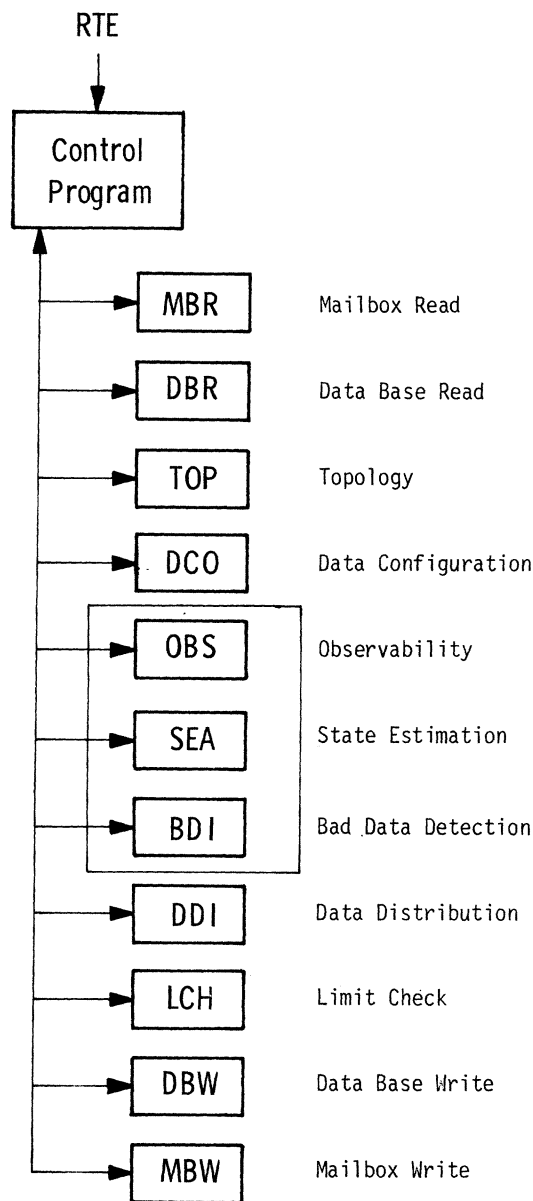 RTE
Control
Program
MBR Mailbox Read
DBR Data Base Read
TOP Topology
DCO Data Configuration
OBS Observability
SEA State Estimation
BDI Bad Data Detection
DDI Data Distribution
LCH Limit Check
DBW Data Base Write
MBW Mailbox Write